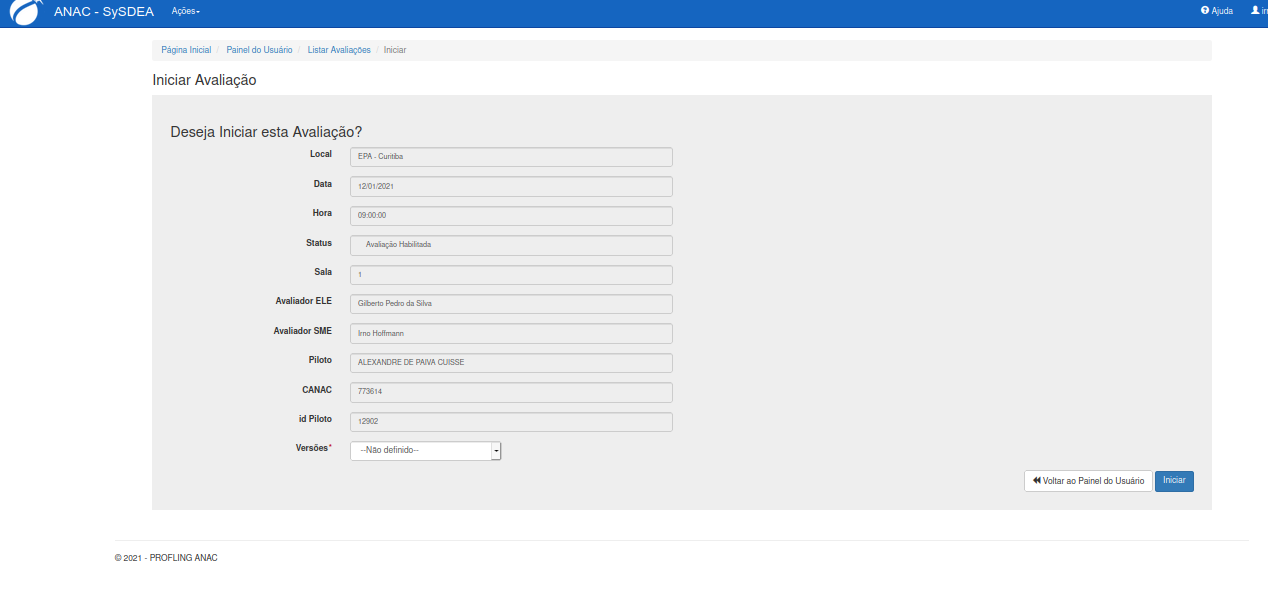 ANAC - SySDEA Ações Ajuda
Página Inicial / Painel do Usuário / Listar Avaliações / Iniciar
Iniciar Avaliação
Deseja Iniciar esta Avaliação?
Local EPA - Curitiba
Data 12/01/2021
Hora 09:00:00
Status Avaliação Habilitada
Sala 1
Avaliador ELE Gilberto Pedro da Silva
Avaliador SME Irno Hoffmann
Piloto ALEXANDRE DE PAIVA CUISSE
CANAC 773614
id Piloto 12902
Versões* --Não definido--
Voltar ao Painel do Usuário Iniciar
© 2021 - PROFLING ANAC